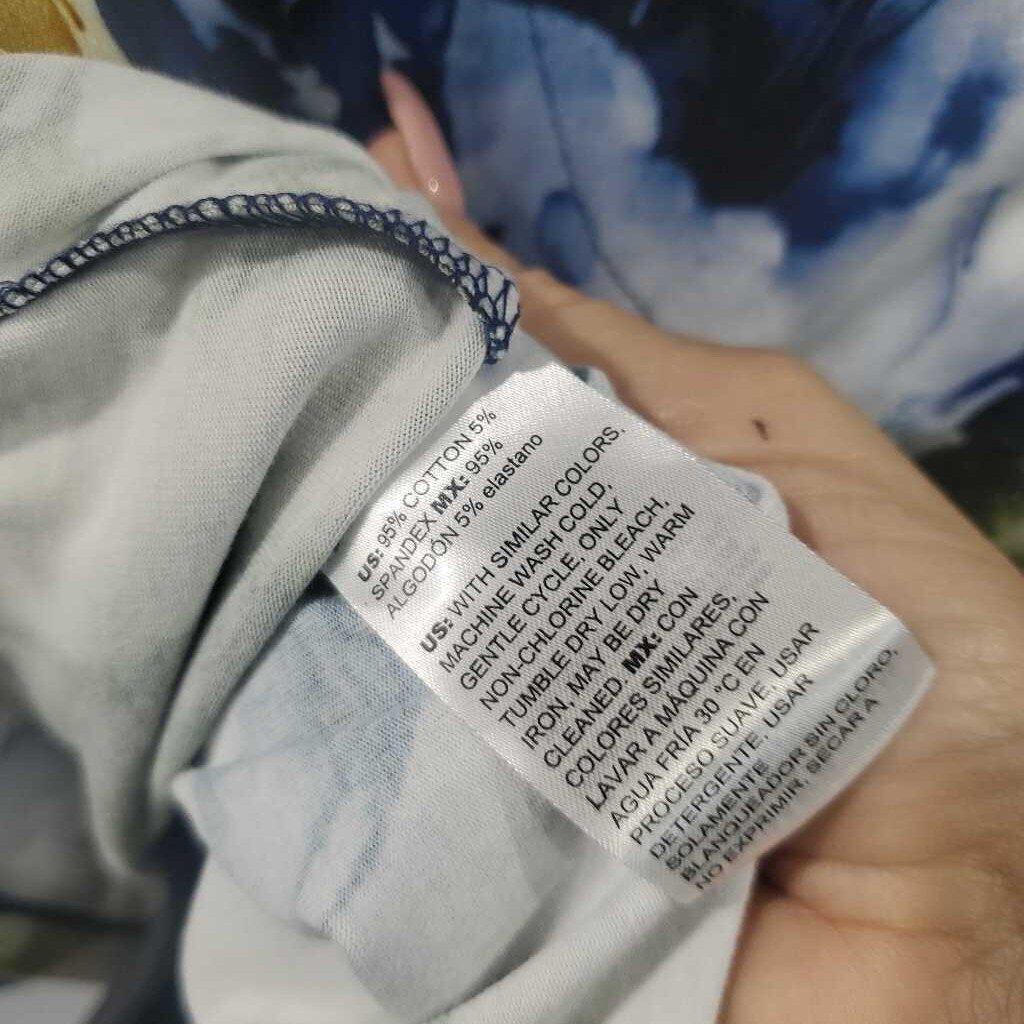 US: 95% COTTON 5%
SPANDEX MX: 95%
ALGODÓN 5% elastano
US: WITH SIMILAR COLORS.
MACHINE WASH COLD,
GENTLE CYCLE. ONLY
NON-CHLORINE BLEACH.
TUMBLE DRY LOW, WARM
IRON, MAY BE DRY
CLEANED. MX: CON
COLORES SIMILARES,
LAVAR A MÁQUINA CON
AGUA FRÍA 30 °C EN
PROCESO SUAVE, USAR
DETERGENTE, USAR
SOLAMENTE
BLANQUEADOR SIN CLORO,
NO EXPRIMIR, SECAR A